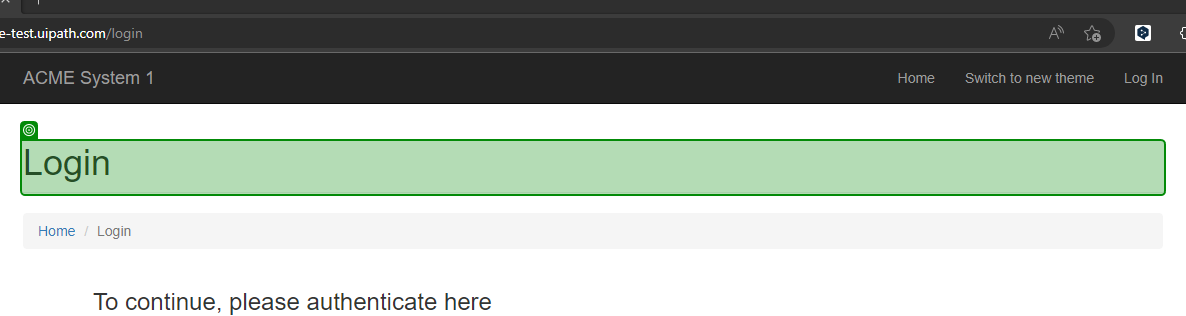 e-test.uipath.com/login
ACME System 1
Home
Switch to new theme
Log In
Login
Home / Login
To continue, please authenticate here